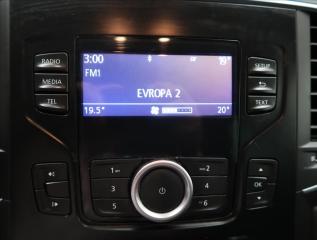 RADIO
MEDIA
TEL
3:00
19°
FM1
EVROPA 2
19.5°
20°
SETUP
TEXT
1
2
3
4
5
6
OK